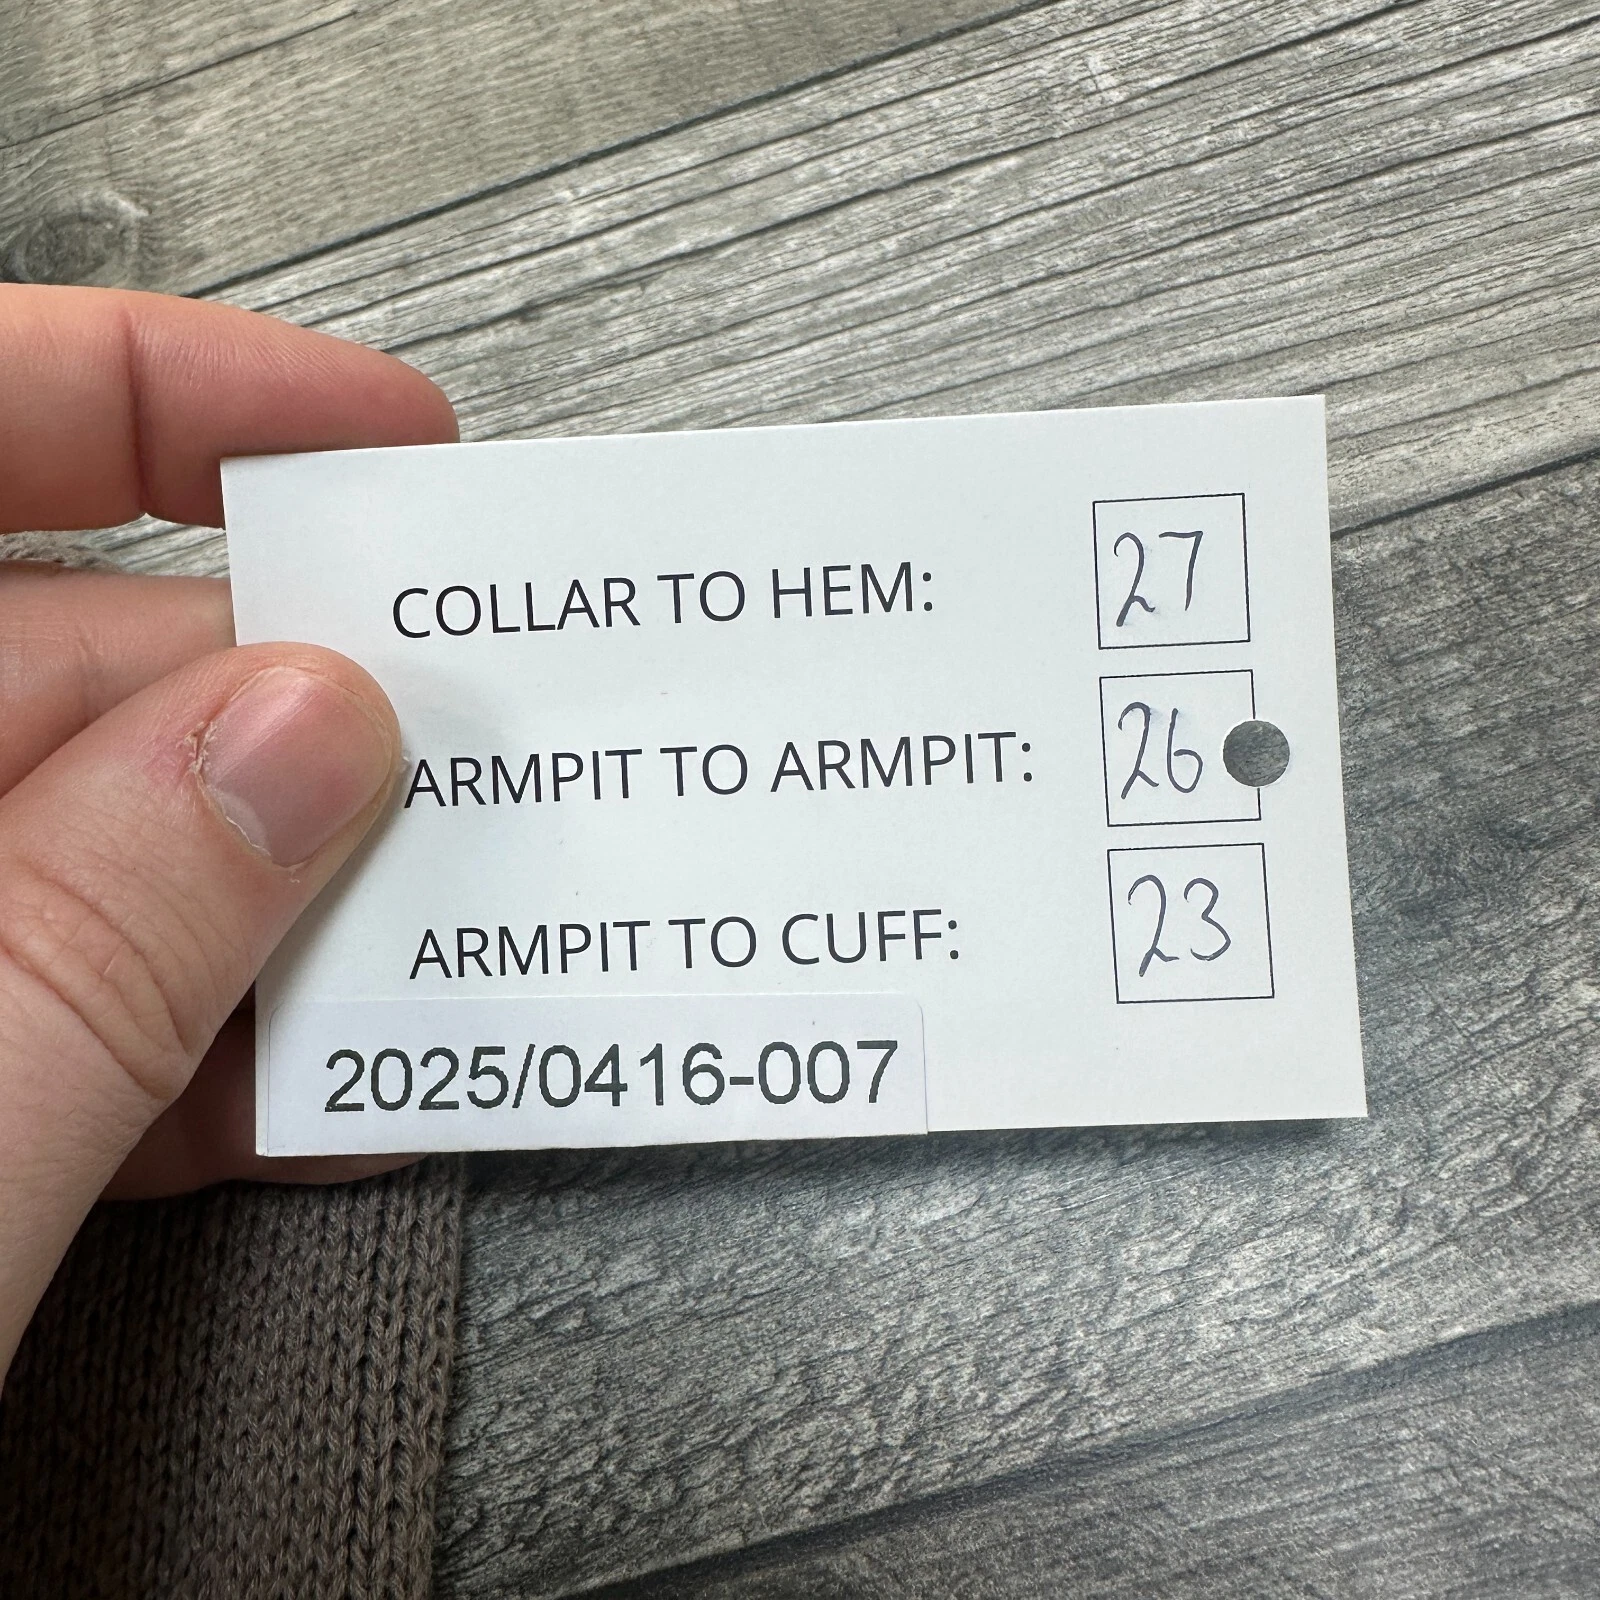 COLLAR TO HEM: 27
ARMPIT TO ARMPIT: 26
ARMPIT TO CUFF: 23
2025/0416-007